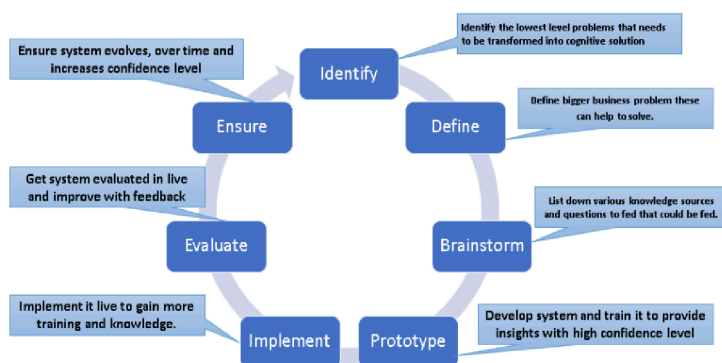 Identify the lowest level problems that needs
to be transformed into cognitive solution
Identify
Define bigger business problem these
can help to solve.
Define
List down various knowledge sources
and questions to fed that could be fed.
Brainstorm
Develop system and train it to provide
insights with high confidence level
Prototype
Implement it live to gain more
training and knowledge.
Implement
Get system evaluated in live
and improve with feedback
Evaluate
Ensure system evolves, over time and
increases confidence level
Ensure